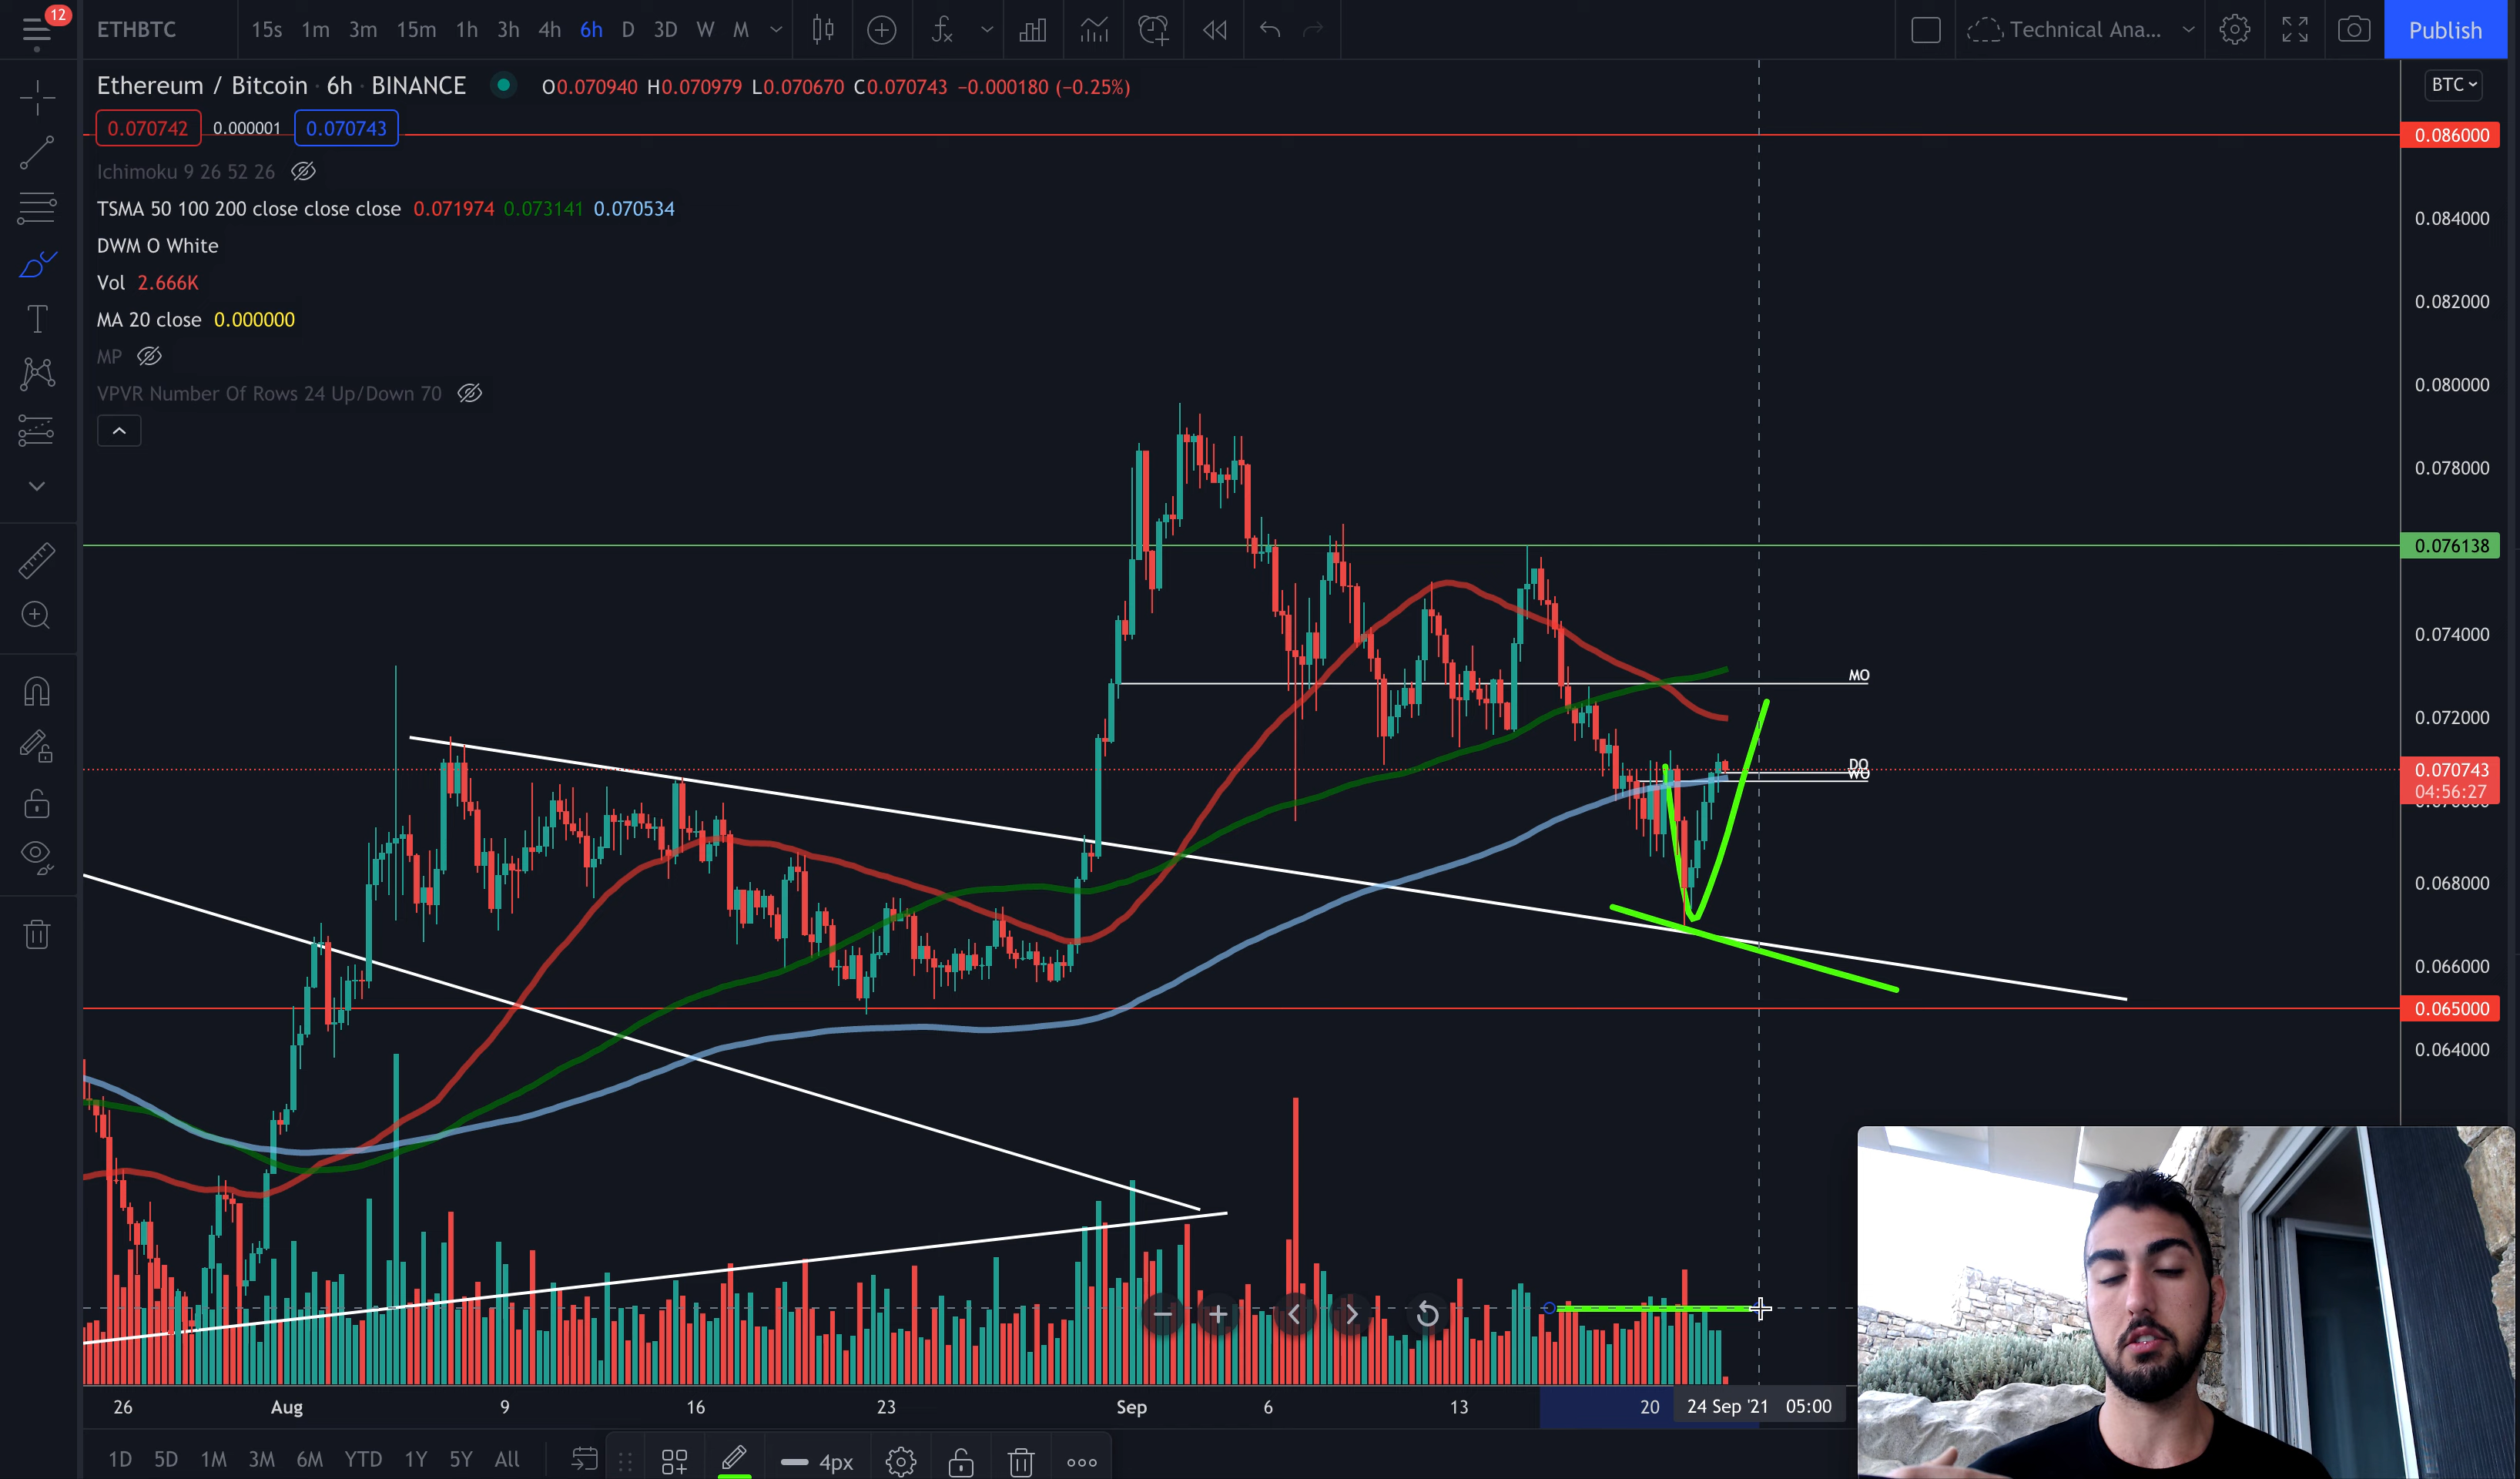 12
ETHBTC 15s 1m 3m 15m 1h 3h 4h 6h D 3D W M Technical Ana... Publish
Ethereum / Bitcoin · 6h · BINANCE O0.070940 H0.070979 L0.070670 C0.070743 −0.000180 (−0.25%)
BTC
0.070742 0.000001 0.070743
0.086000
Ichimoku 9 26 52 26
TSMA 50 100 200 close close close 0.071974 0.073141 0.070534
0.084000
DWM O White
Vol 2.666K
0.082000
MA 20 close 0.000000
MP
0.080000
VPVR Number Of Rows 24 Up/Down 70
0.078000
0.076138
0.074000
MO
0.072000
DO
WO
0.070743
04:56:27
0.068000
0.066000
0.065000
0.064000
26 Aug 9 16 23 Sep 6 13 20 24 Sep '21 05:00
1D 5D 1M 3M 6M YTD 1Y 5Y All 4px